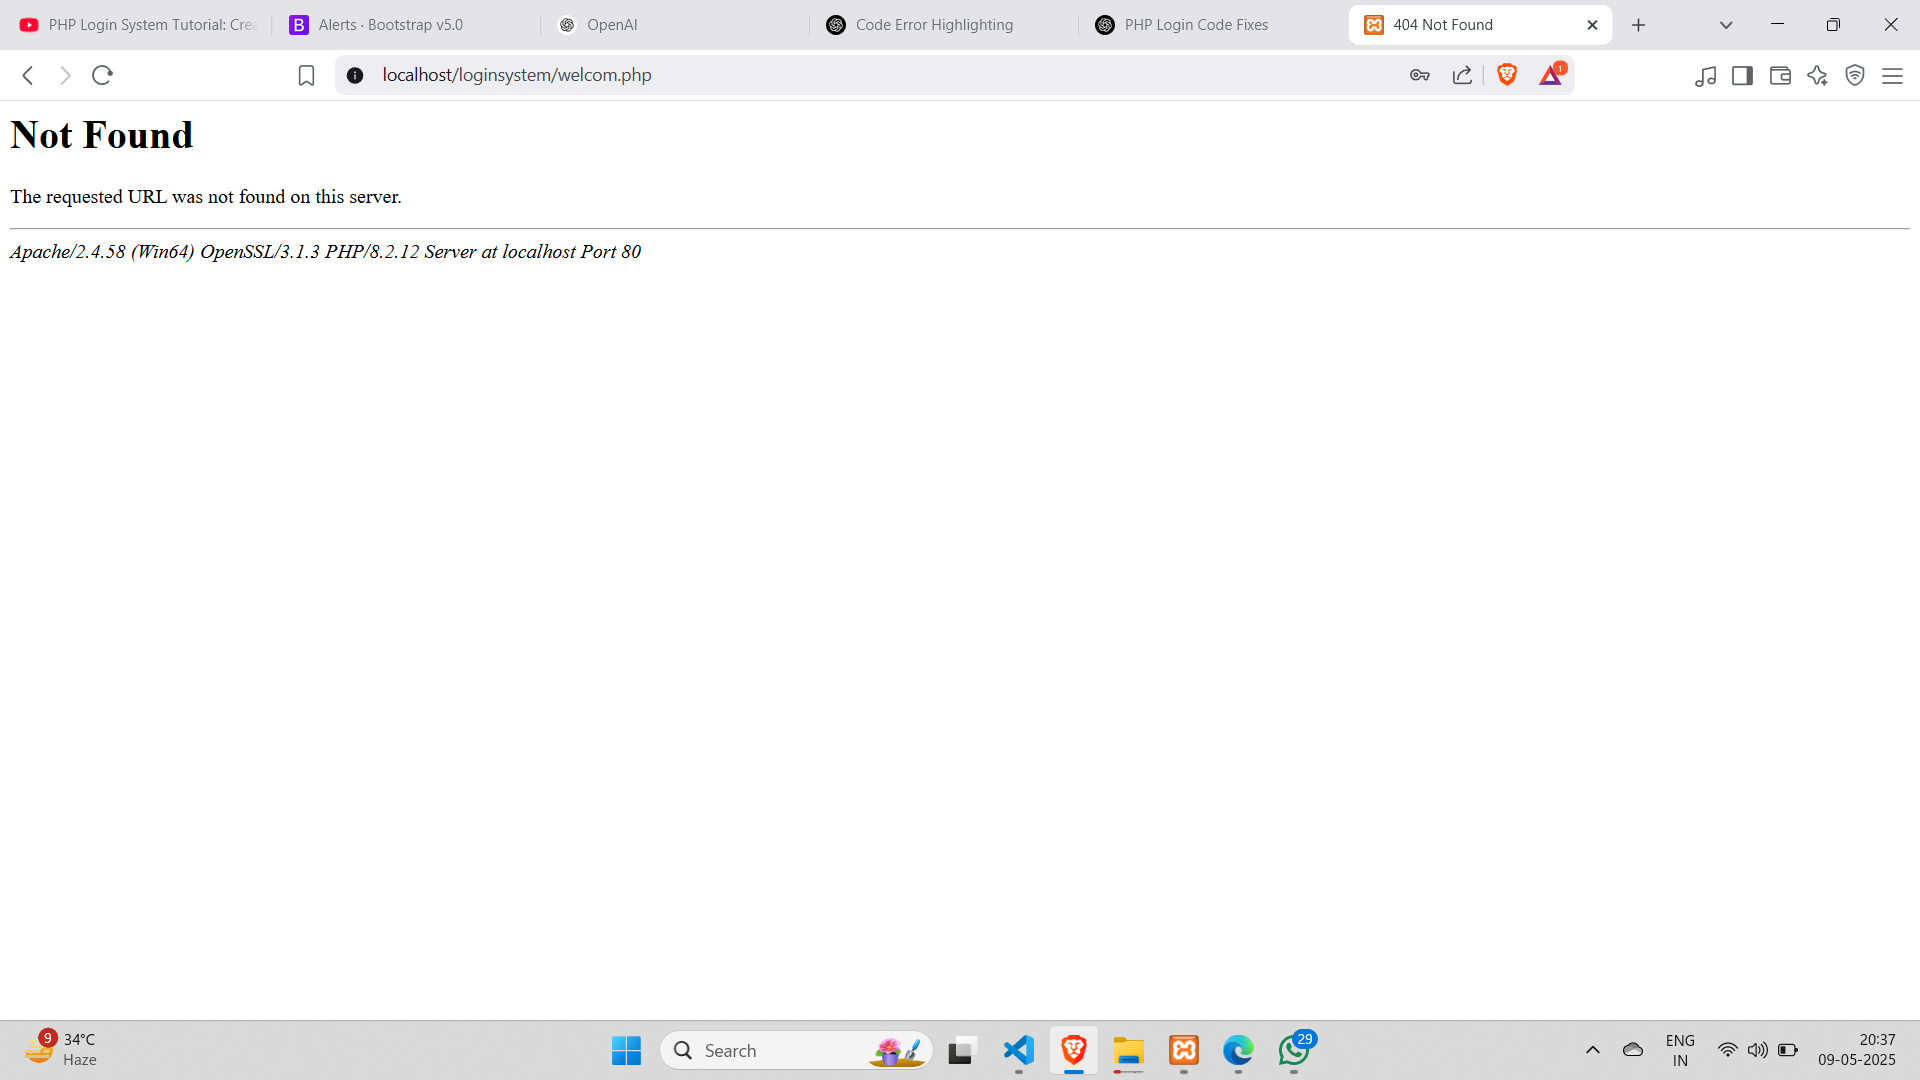 PHP Login System Tutorial: Crea
Alerts · Bootstrap v5.0
OpenAI
Code Error Highlighting
PHP Login Code Fixes
404 Not Found
localhost/loginsystem/welcom.php
1
Not Found
The requested URL was not found on this server.
Apache/2.4.58 (Win64) OpenSSL/3.1.3 PHP/8.2.12 Server at localhost Port 80
9
34°C
Haze
Search
29
ENG
IN
20:37
09-05-2025